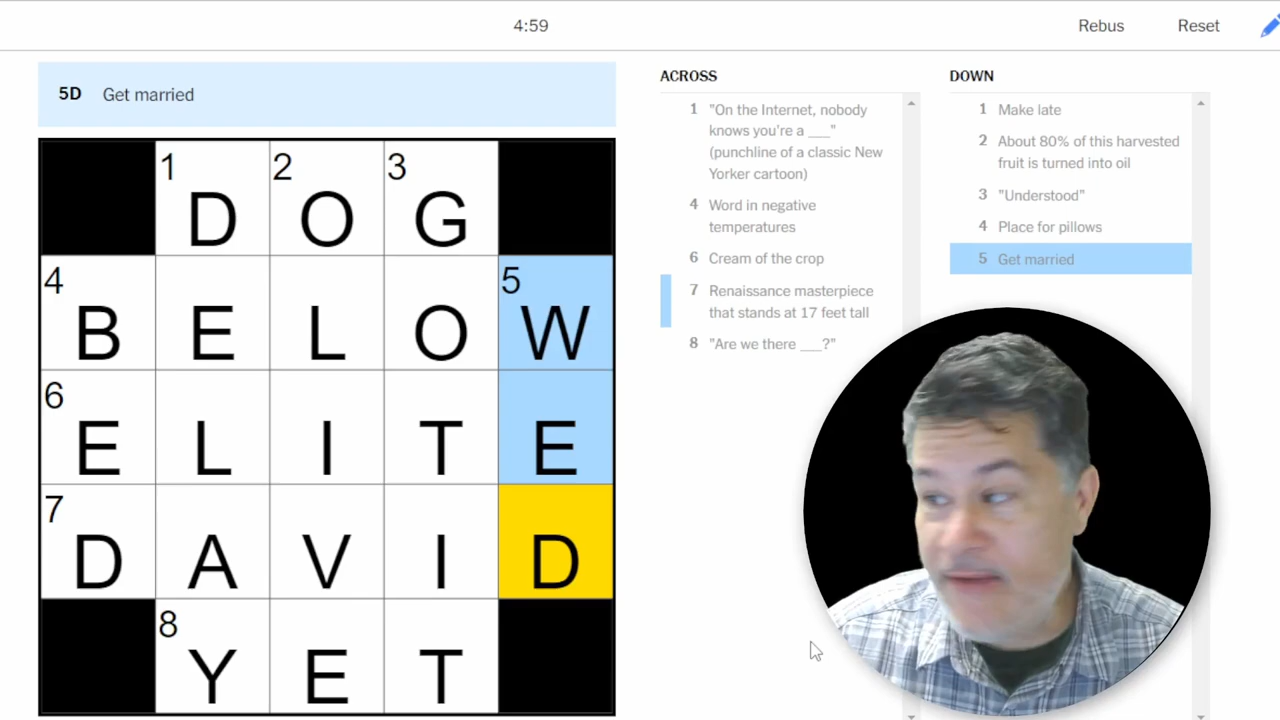 4:59 Rebus Reset
5D Get married
1 D 2 O 3 G
4 B E L O 5 W
6 E L I T E
7 D A V I D
8 Y E T
ACROSS
1 "On the Internet, nobody
knows you're a ___"
(punchline of a classic New
Yorker cartoon)
4 Word in negative
temperatures
6 Cream of the crop
7 Renaissance masterpiece
that stands at 17 feet tall
8 "Are we there ___?"
DOWN
1 Make late
2 About 80% of this harvested
fruit is turned into oil
3 "Understood"
4 Place for pillows
5 Get married